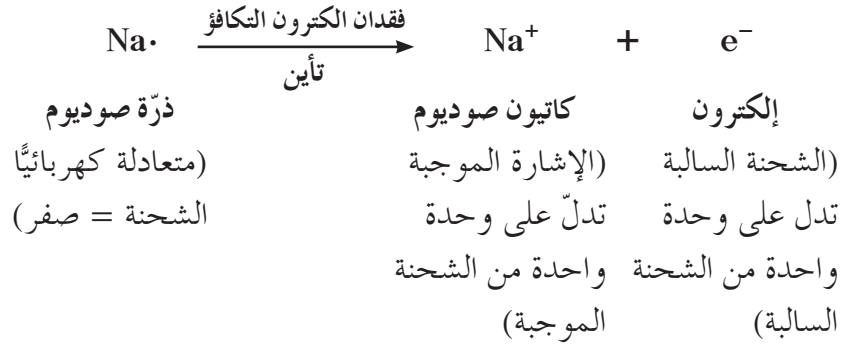 فقدان الكترون التكافؤ
Na· → Na⁺ + e⁻
تأين
ذرّة صوديوم كاتيون صوديوم إلكترون
(متعادلة كهربائيًّا (الإشارة الموجبة (الشحنة السالبة
الشحنة = صفر) تدلّ على وحدة تدل على وحدة
واحدة من الشحنة واحدة من الشحنة
الموجبة) السالبة)